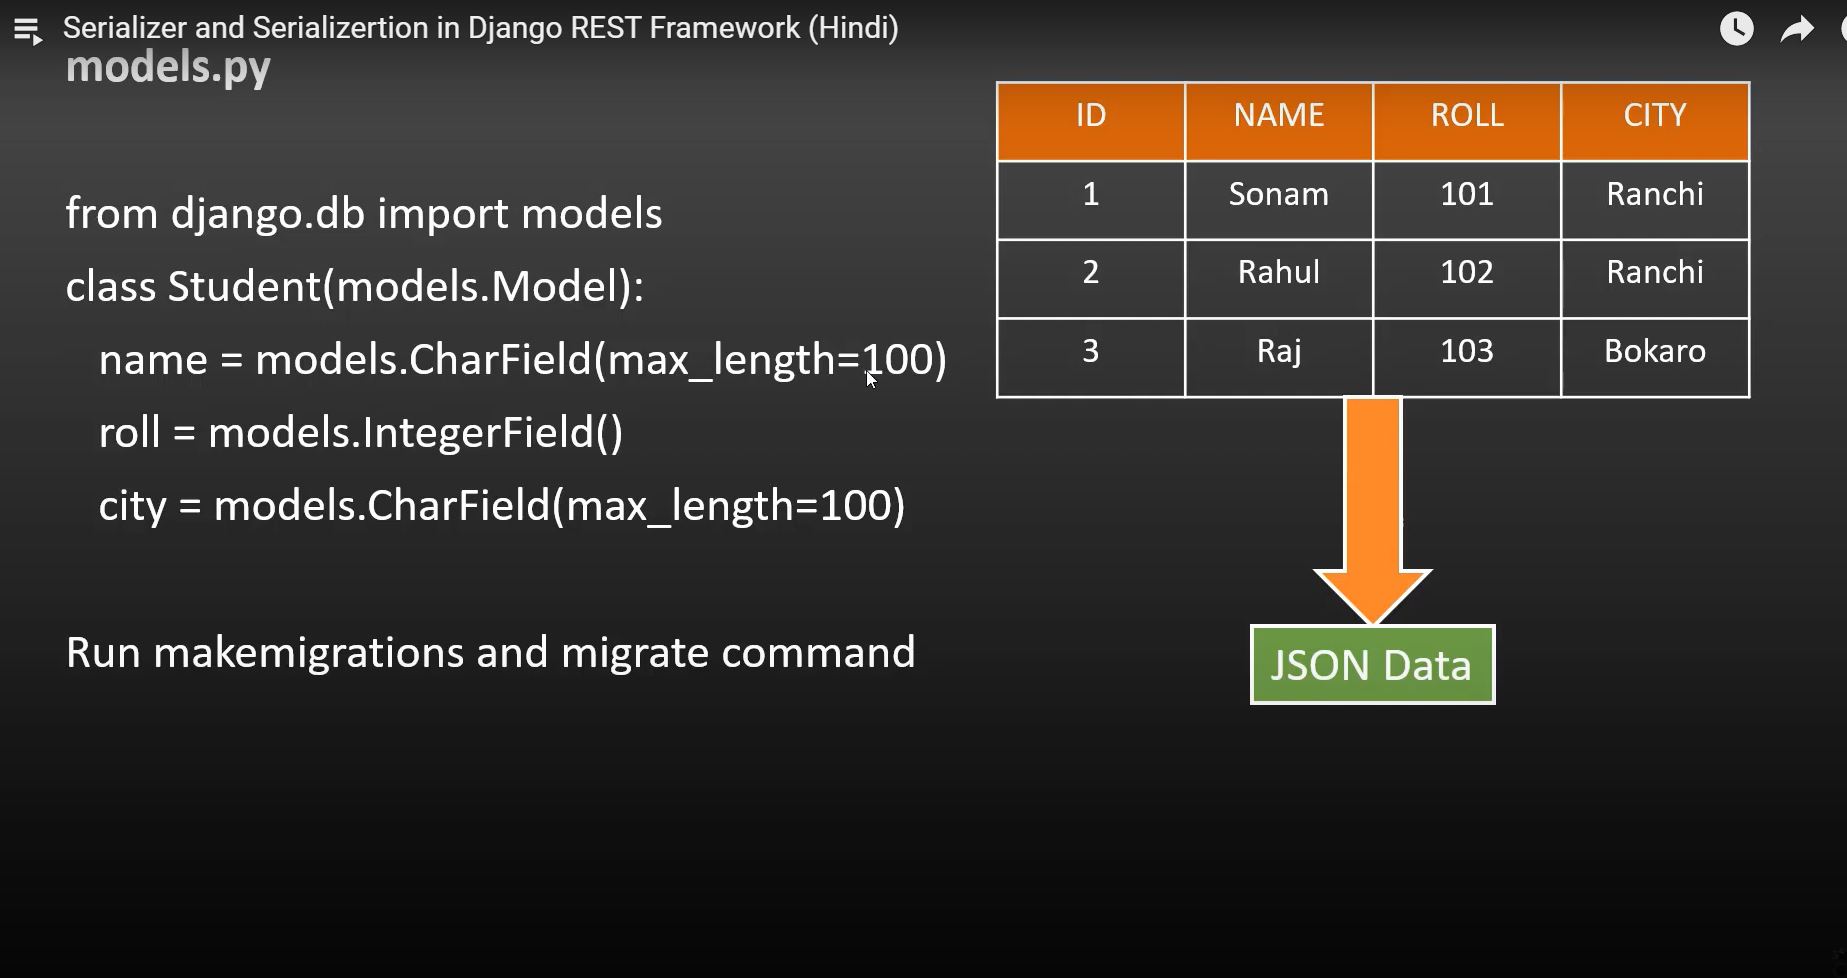 Serializer and Serializertion in Django REST Framework (Hindi)
models.py
from django.db import models
class Student(models.Model):
name = models.CharField(max_length=100)
roll = models.IntegerField()
city = models.CharField(max_length=100)
Run makemigrations and migrate command
ID NAME ROLL CITY
1 Sonam 101 Ranchi
2 Rahul 102 Ranchi
3 Raj 103 Bokaro
JSON Data